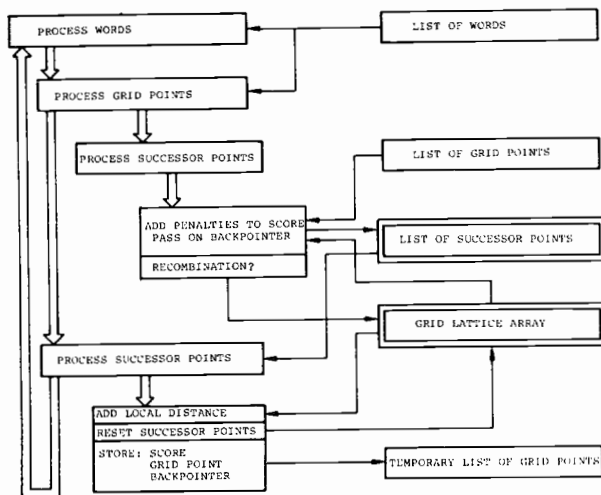 PROCESS WORDS
LIST OF WORDS
PROCESS GRID POINTS
PROCESS SUCCESSOR POINTS
LIST OF GRID POINTS
ADD PENALTIES TO SCORE
PASS ON BACKPOINTER
LIST OF SUCCESSOR POINTS
RECOMBINATION?
GRID LATTICE ARRAY
PROCESS SUCCESSOR POINTS
ADD LOCAL DISTANCE
RESET SUCCESSOR POINTS
STORE: SCORE
GRID POINT
BACKPOINTER
TEMPORARY LIST OF GRID POINTS